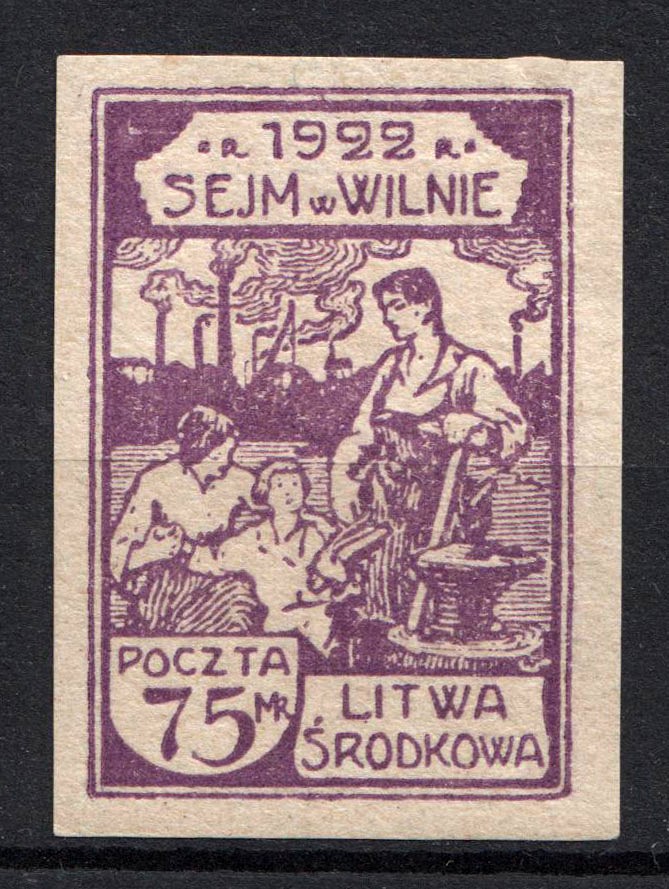 R 1922 R.
SEJM w WILNIE
POCZTA
75 MK
LITWA
ŚRODKOWA